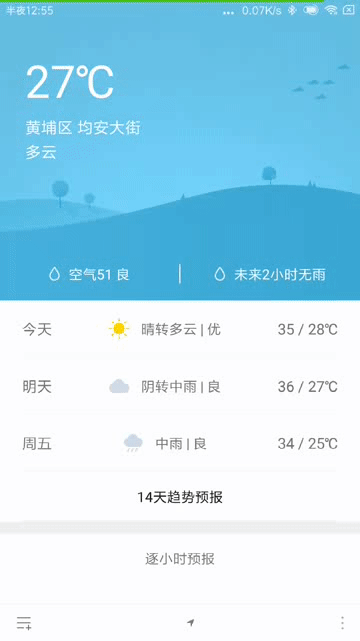 半夜12:55
... 0.07K/s
27℃
黄埔区 均安大街
多云
空气51 良
未来2小时无雨
今天 晴转多云 | 优 35 / 28℃
明天 阴转中雨 | 良 36 / 27℃
周五 中雨 | 良 34 / 25℃
14天趋势预报
逐小时预报